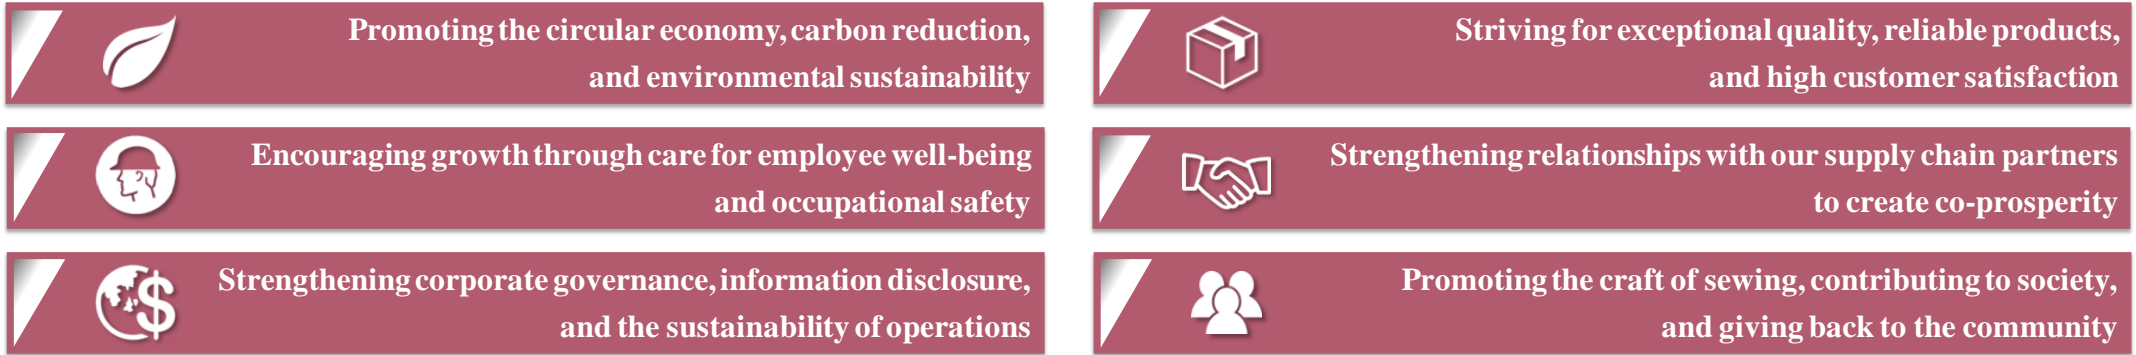 Promoting the circular economy, carbon reduction,
and environmental sustainability
Striving for exceptional quality, reliable products,
and high customer satisfaction
Encouraging growth through care for employee well-being
and occupational safety
Strengthening relationships with our supply chain partners
to create co-prosperity
Strengthening corporate governance, information disclosure,
and the sustainability of operations
Promoting the craft of sewing, contributing to society,
and giving back to the community